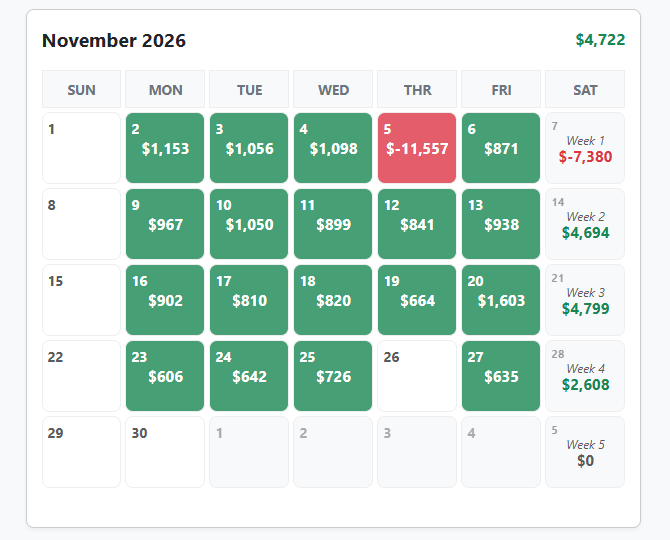 November 2026 $4,722
SUN MON TUE WED THR FRI SAT
1 2 3 4 5 6 7
Week 1
$1,153 $1,056 $1,098 $-11,557 $871 $-7,380
8 9 10 11 12 13 14
Week 2
$967 $1,050 $899 $841 $938 $4,694
15 16 17 18 19 20 21
Week 3
$902 $810 $820 $664 $1,603 $4,799
22 23 24 25 26 27 28
Week 4
$606 $642 $726 $635 $2,608
29 30 1 2 3 4 5
Week 5
$0